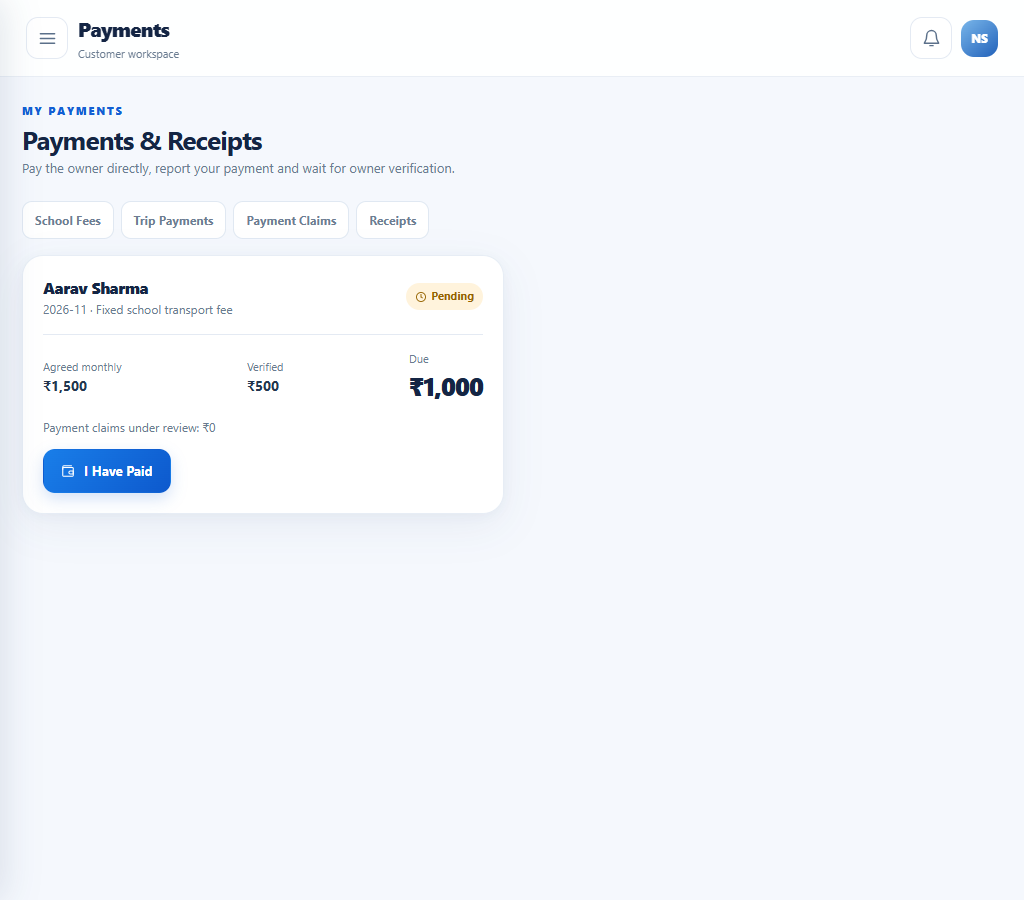 Payments
Customer workspace
NS
MY PAYMENTS
Payments & Receipts
Pay the owner directly, report your payment and wait for owner verification.
School Fees
Trip Payments
Payment Claims
Receipts
Aarav Sharma
2026-11 · Fixed school transport fee
Pending
Agreed monthly
₹1,500
Verified
₹500
Due
₹1,000
Payment claims under review: ₹0
I Have Paid